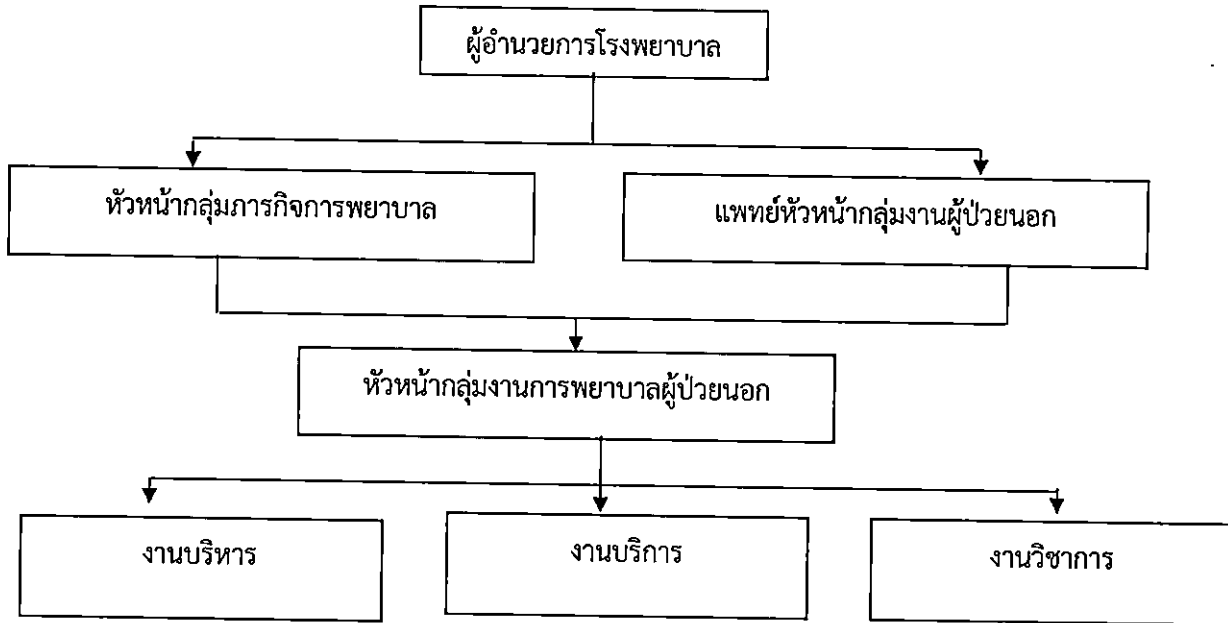 ผู้อำนวยการโรงพยาบาล
หัวหน้ากลุ่มภารกิจการพยาบาล
แพทย์หัวหน้ากลุ่มงานผู้ป่วยนอก
หัวหน้ากลุ่มงานการพยาบาลผู้ป่วยนอก
งานบริหาร
งานบริการ
งานวิชาการ